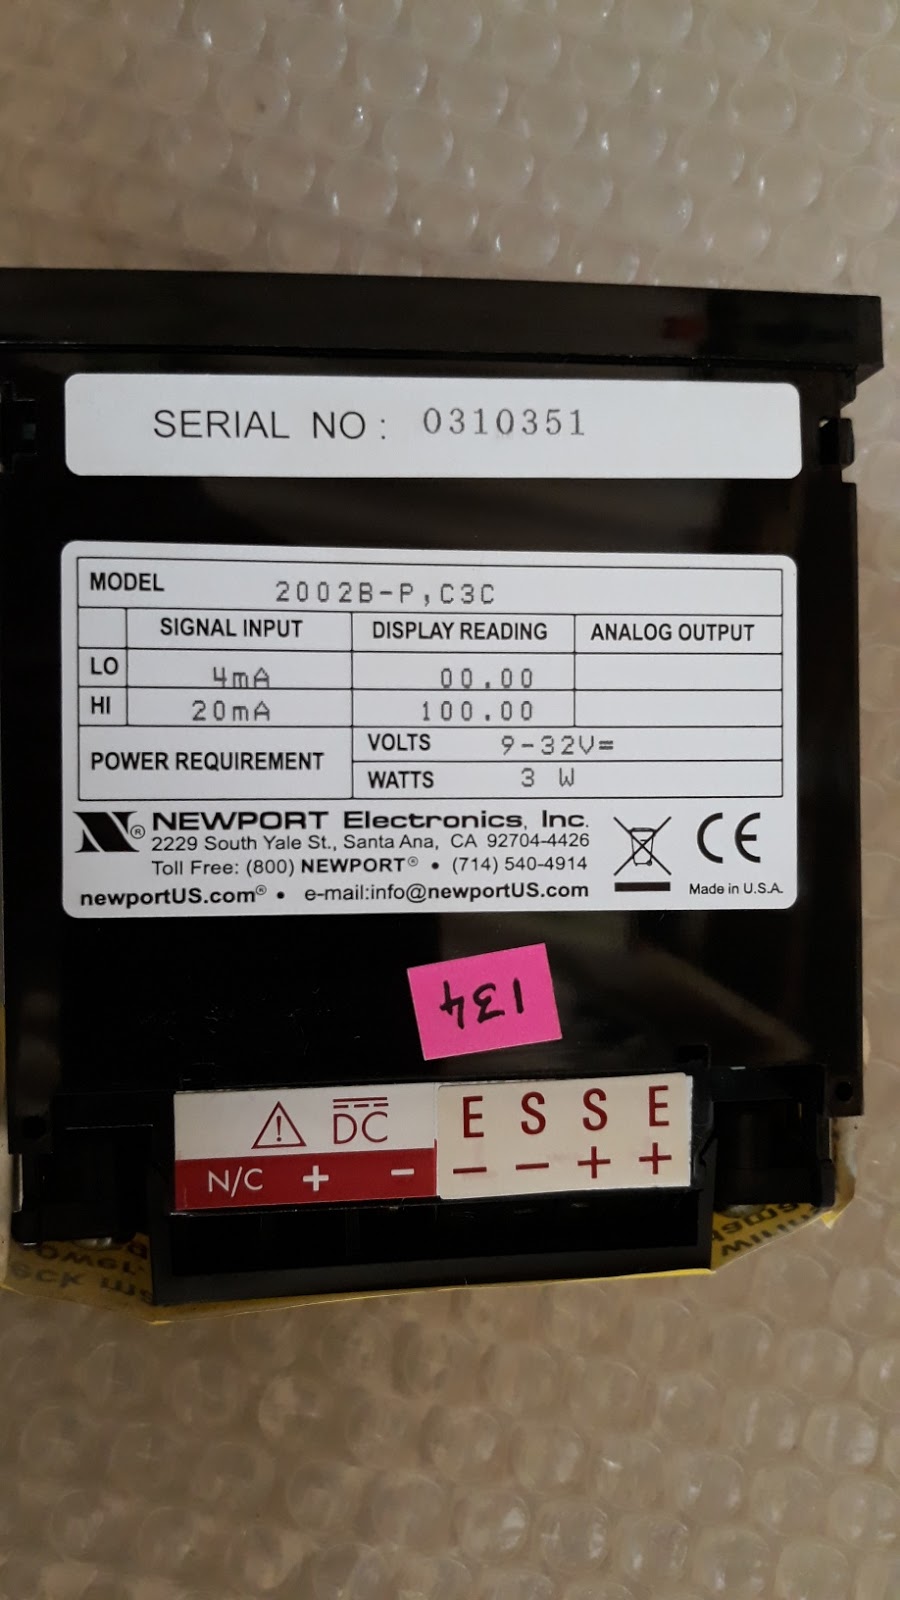 SERIAL NO: 0310351
MODEL 2002B-P,C3C
SIGNAL INPUT DISPLAY READING ANALOG OUTPUT
LO 4mA 00.00
HI 20mA 100.00
POWER REQUIREMENT
VOLTS 9-32V⎓
WATTS 3 W
N® NEWPORT Electronics, Inc.
2229 South Yale St., Santa Ana, CA 92704-4426
Toll Free: (800) NEWPORT® • (714) 540-4914
newportUS.com® • e-mail:info@newportUS.com
CE
Made in U.S.A.
134
DC
N/C + -
E S S E
- - + +